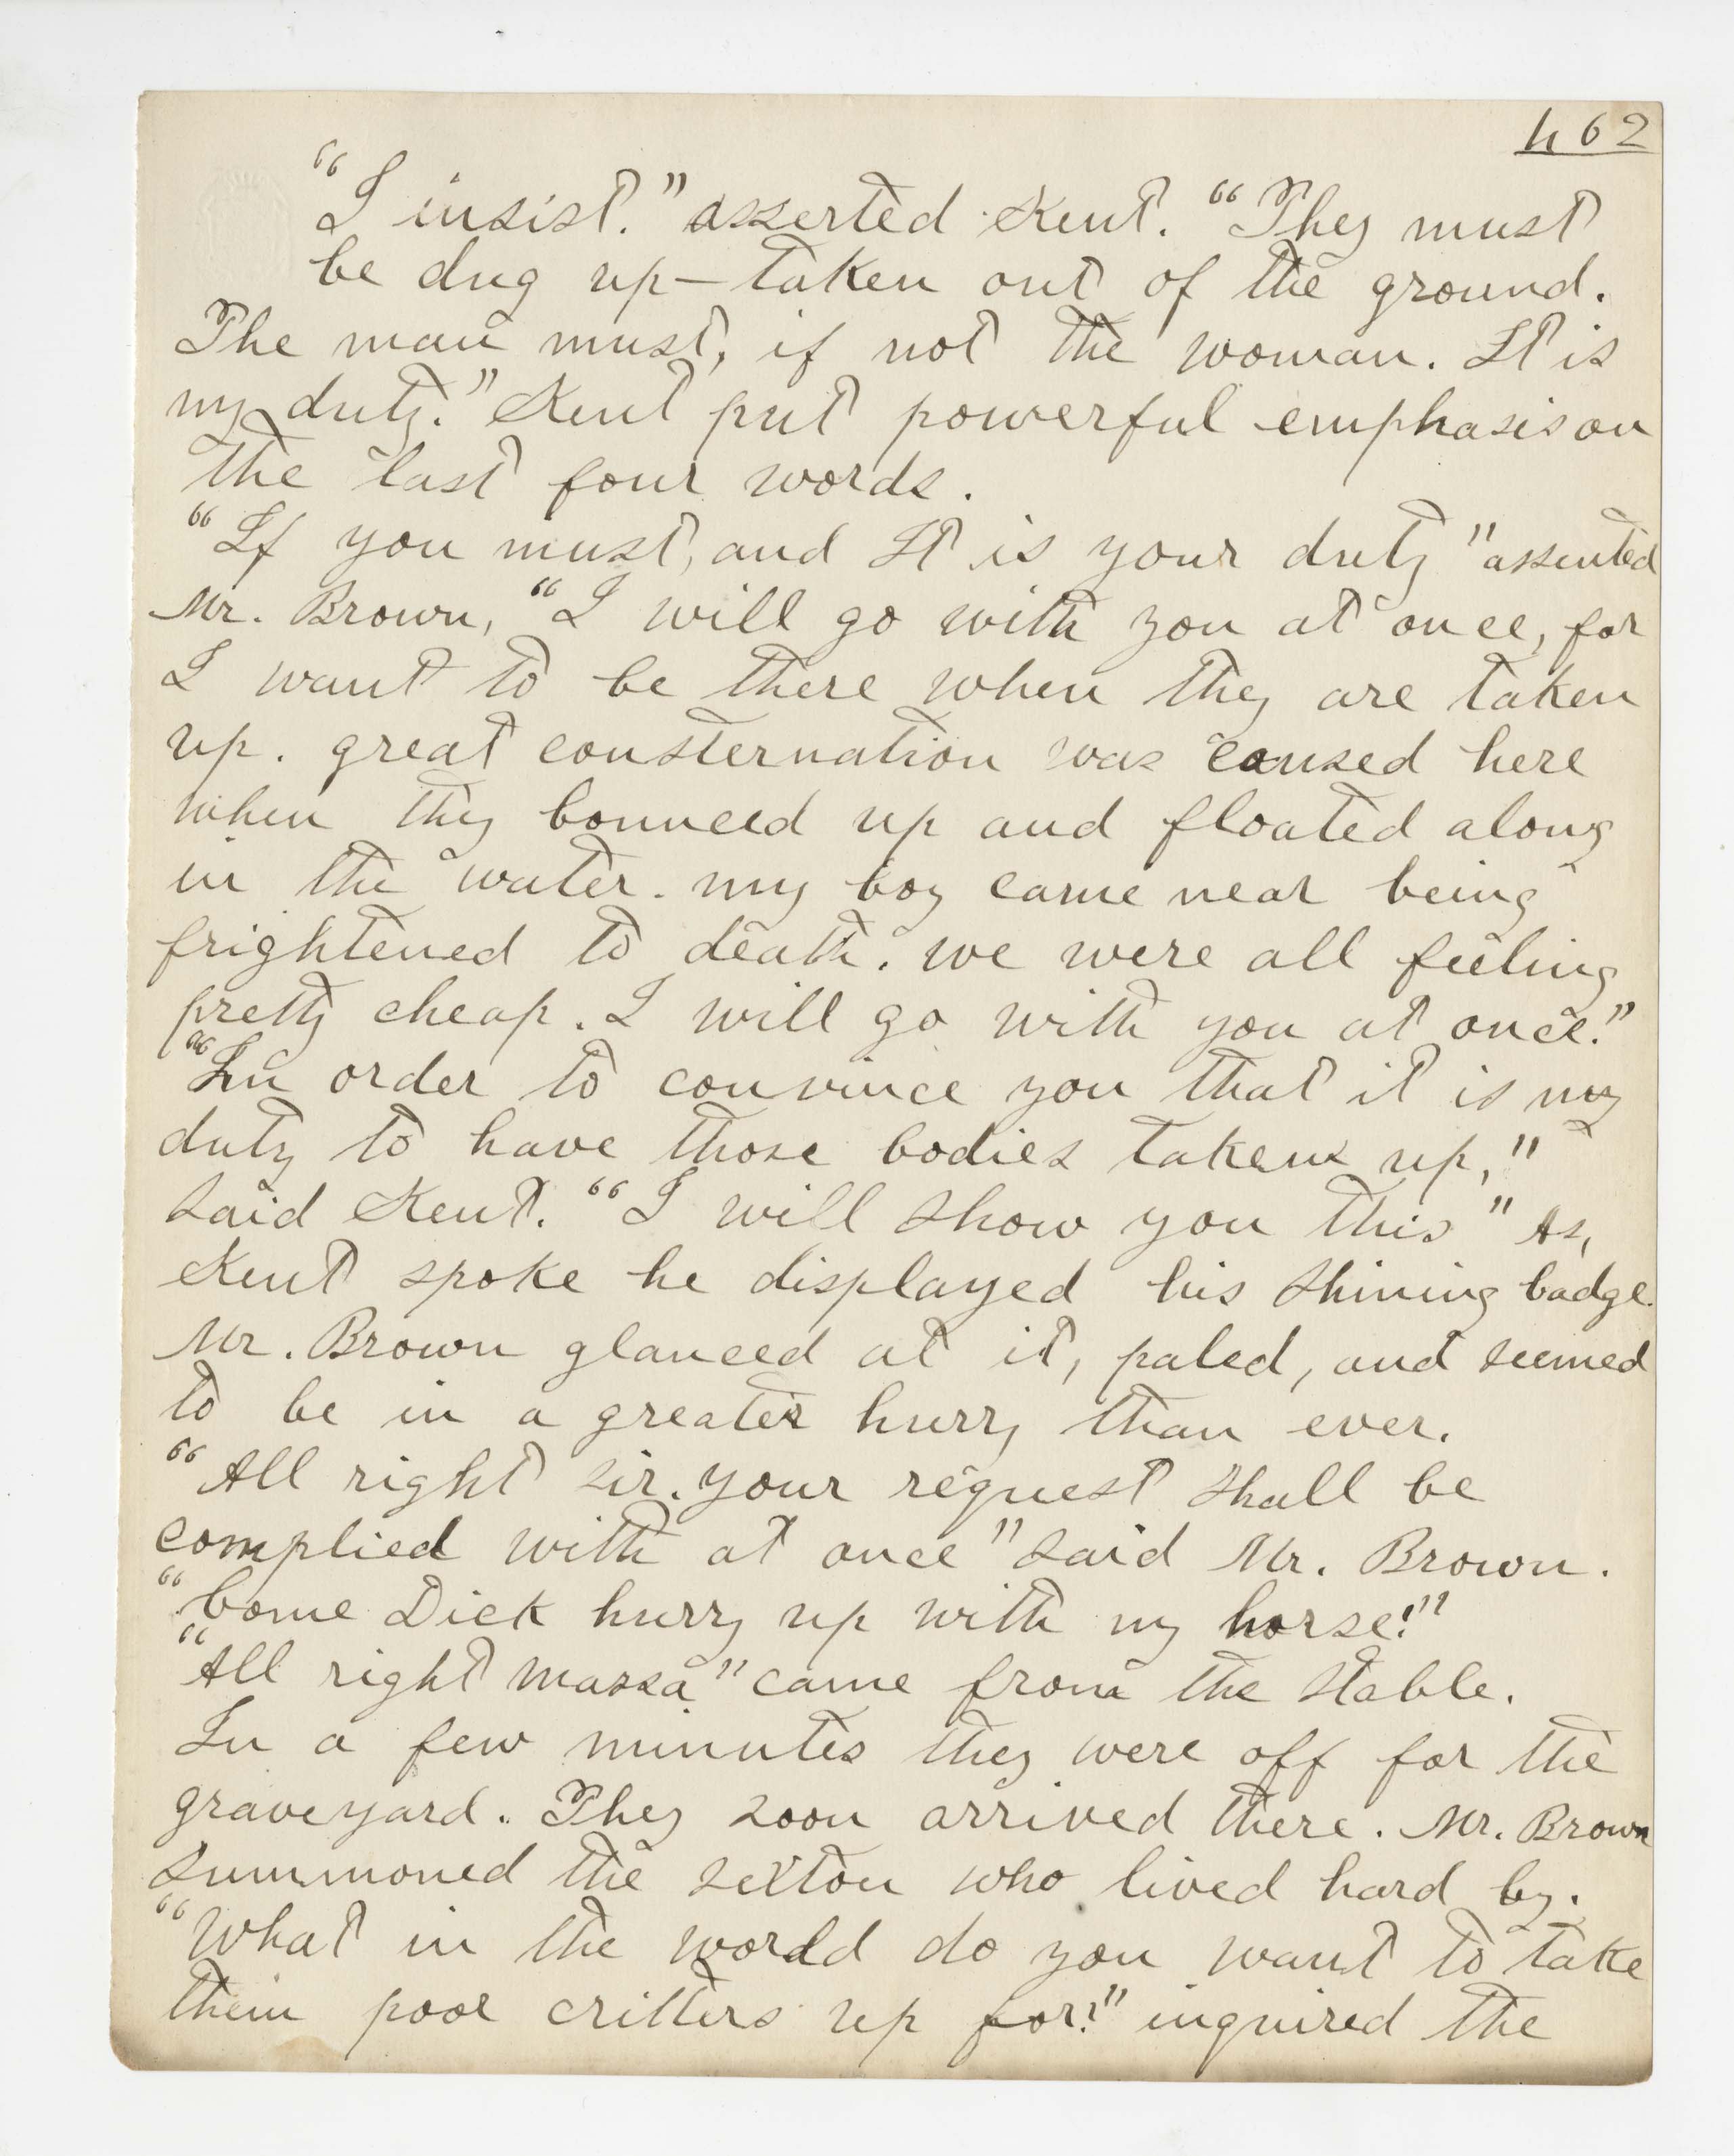 462
"I insist." asserted Kent. "They must
be dug up—taken out of the ground.
The man must, if not the woman. It is
my duty." Kent put powerful emphasis on
the last four words.
"If you must, and It is your duty" assented
Mr. Brown, "I will go with you at once, for
I want to be there when they are taken
up. great consternation was caused here
when they bounced up and floated along
in the water. my boy came near being
frightened to death. we were all feeling
pretty cheap. I will go with you at once."
"In order to convince you that it is my
duty to have those bodies taken up,"
said Kent. "I will show you this" As,
Kent spoke he displayed his shining badge.
Mr. Brown glanced at it, paled, and seemed
to be in a greater hurry than ever.
"All right sir. your request shall be
complied with at once" said Mr. Brown.
"Come Dick hurry up with my horse!"
"All right massa" came from the stable.
In a few minutes they were off for the
graveyard. They soon arrived there. Mr. Brown
summoned the sexton who lived hard by.
"What in the world do you want to take
them poor critters up for?" inquired the